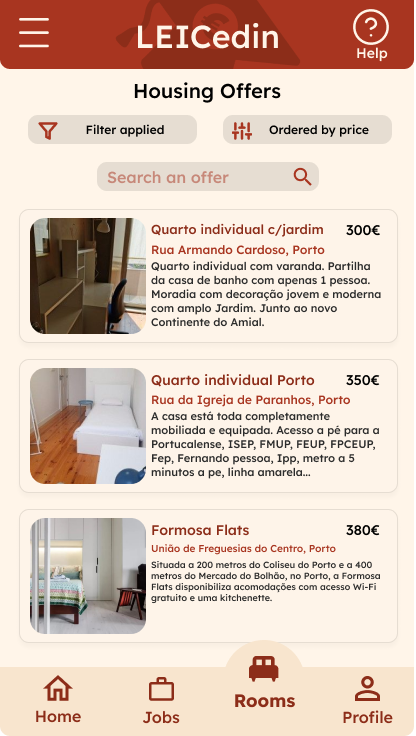 LEICedin
Help
Housing Offers
Filter applied
Ordered by price
Search an offer
Quarto individual c/jardim 300€
Rua Armando Cardoso, Porto
Quarto individual com varanda. Partilha
da casa de banho com apenas 1 pessoa.
Moradia com decoração jovem e moderna
com amplo Jardim. Junto ao novo
Continente do Amial.
Quarto individual Porto 350€
Rua da Igreja de Paranhos, Porto
A casa está toda completamente
mobiliada e equipada. Acesso a pé para a
Portucalense, ISEP, FMUP, FEUP, FPCEUP,
Fep, Fernando pessoa, Ipp, metro a 5
minutos a pe, linha amarela...
Formosa Flats 380€
União de Freguesias do Centro, Porto
Situada a 200 metros do Coliseu do Porto e a 400
metros do Mercado do Bolhão, no Porto, a Formosa
Flats disponibiliza acomodações com acesso Wi-Fi
gratuito e uma kitchenette.
Home
Jobs
Rooms
Profile